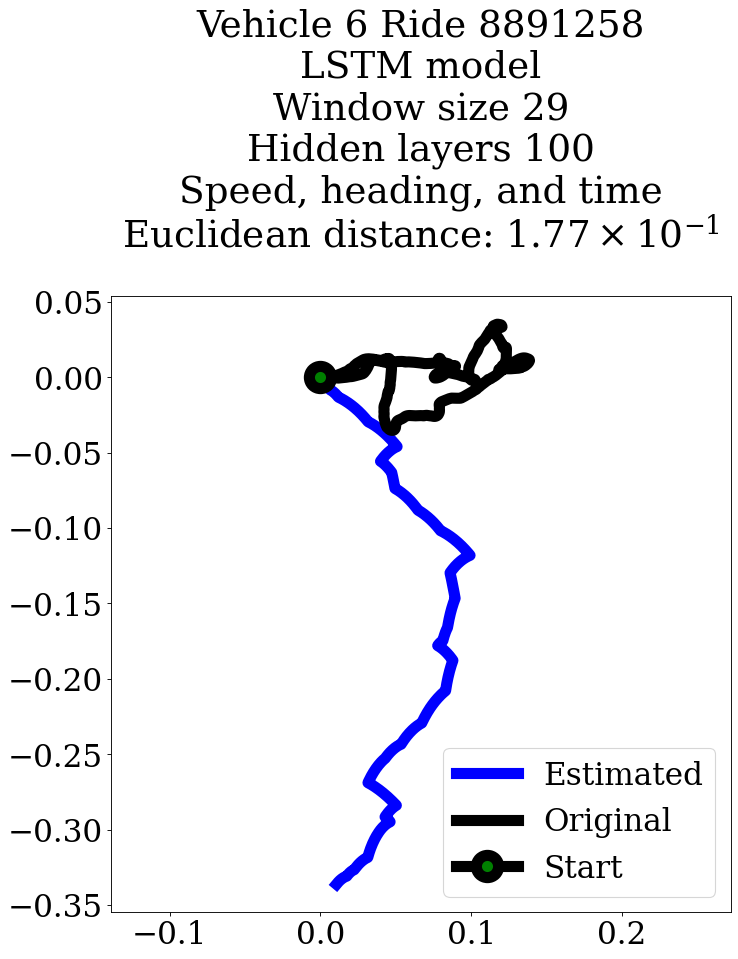 Vehicle 6 Ride 8891258
LSTM model
Window size 29
Hidden layers 100
Speed, heading, and time
Euclidean distance: 1.77 × 10⁻¹
0.05
0.00
−0.05
−0.10
−0.15
−0.20
−0.25
−0.30
−0.35
Estimated
Original
Start
−0.1 0.0 0.1 0.2